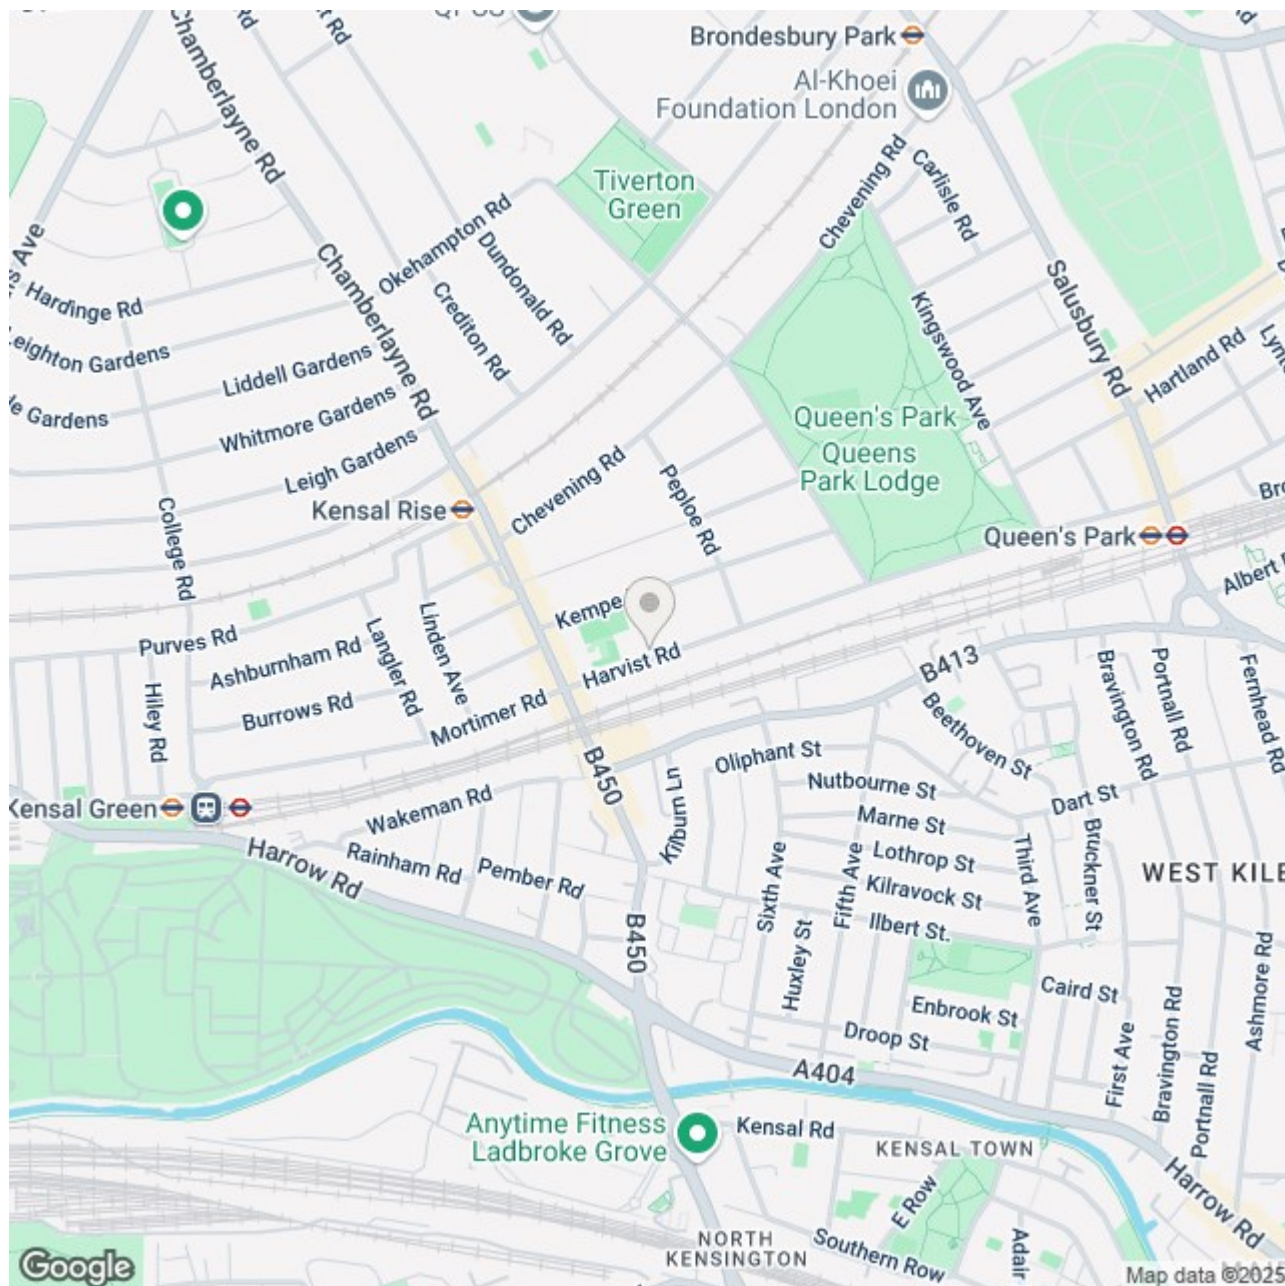 Brondesbury Park
Al-Khoei
Foundation London
Chamberlayne Rd
Tiverton
Green
Chevening Rd
Carlisle Rd
Okehampton Rd
Dundonald Rd
Crediton Rd
Chamberlayne Rd
Salusbury Rd
Kingswood Ave
Hardinge Rd
Leighton Gardens
Liddell Gardens
Whitmore Gardens
Leigh Gardens
Gardens
Hartland Rd
Queen's Park
Queens
Park Lodge
Kensal Rise
Chevening Rd
Peploe Rd
College Rd
Queen's Park
Albert
Kempe
Linden Ave
Langler Rd
Purves Rd
Ashburnham Rd
Burrows Rd
Hiley Rd
Mortimer Rd
Harvist Rd
B413
Bravington Rd
Portnall Rd
Fernhead Rd
Beethoven St
B450
Oliphant St
Kilburn Ln
Nutbourne St
Dart St
Kensal Green
Wakeman Rd
Marne St
Harrow Rd
Rainham Rd
Pember Rd
Lothrop St
Kilravock St
Third Ave
Bruckner St
WEST KILB
Sixth Ave
Fifth Ave
Ilbert St.
B450
Huxley St
Enbrook St
Caird St
Ashmore Rd
Droop St
First Ave
Bravington Rd
Portnall Rd
A404
Anytime Fitness
Ladbroke Grove
Kensal Rd
KENSAL TOWN
Harrow Rd
E Row
Adair
NORTH
KENSINGTON
Southern Row
Google
Map data ©2025